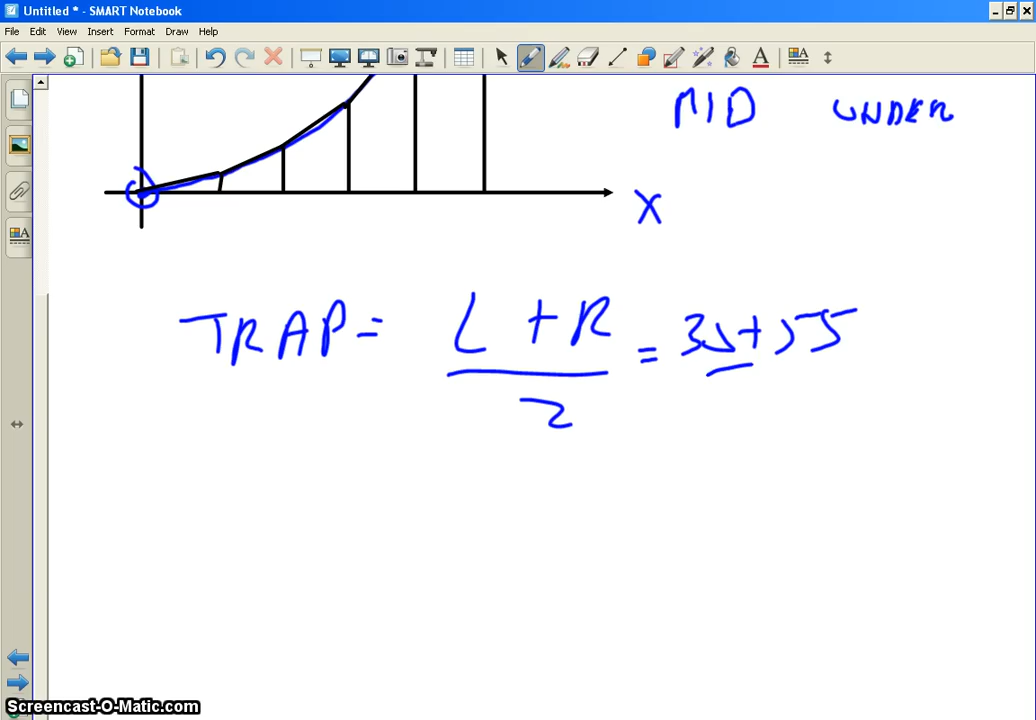 Untitled * - SMART Notebook
File Edit View Insert Format Draw Help
MID UNDER
X
TRAP = L + R = 35 + 55
2
Screencast-O-Matic.com